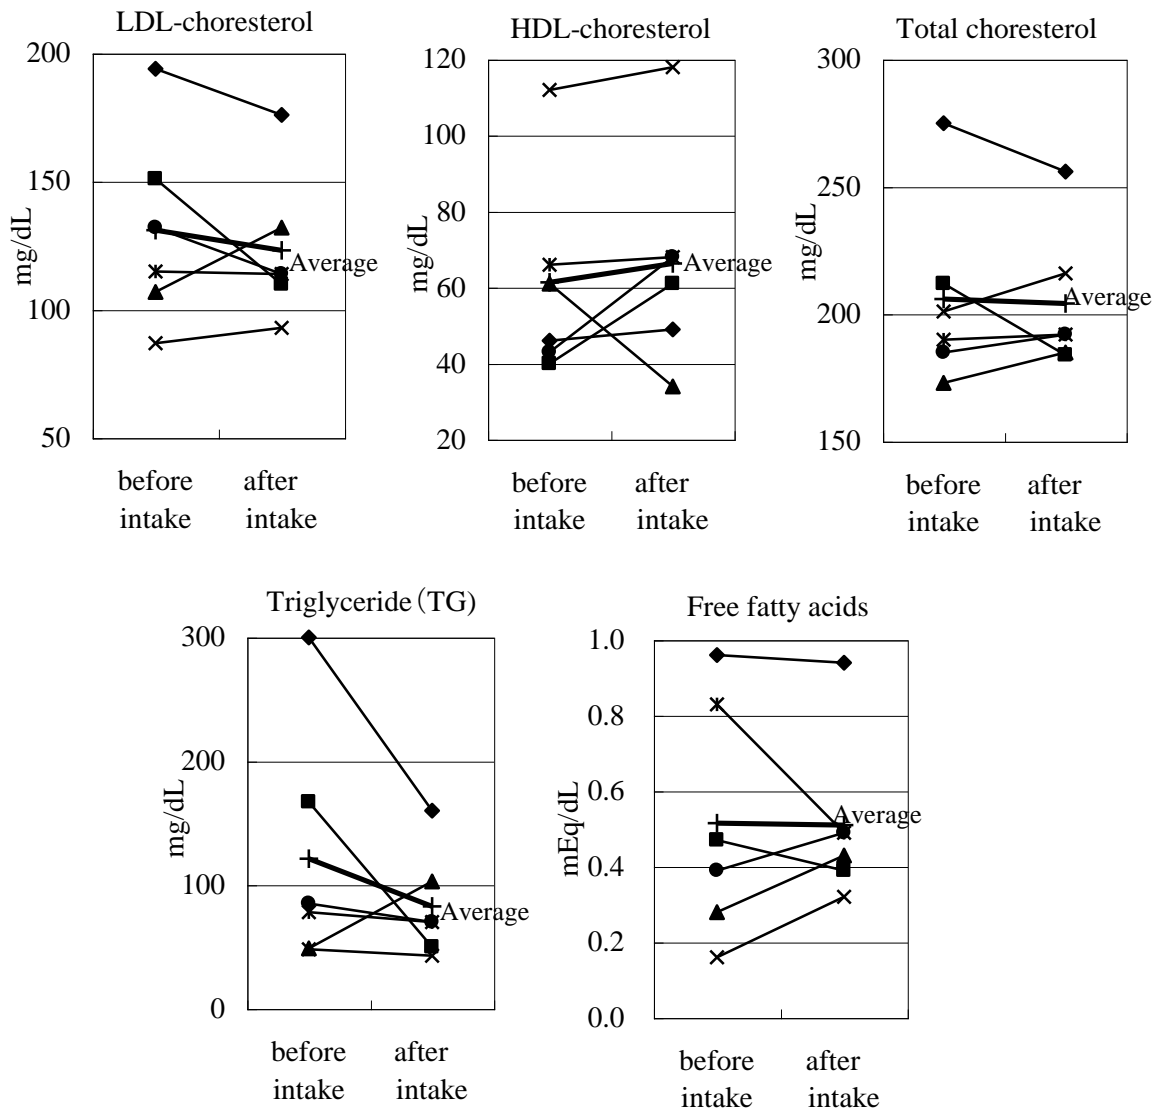 LDL-choresterol
200
150
100
50
mg/dL
Average
before
intake
after
intake
HDL-choresterol
120
100
80
60
40
20
mg/dL
Average
before
intake
after
intake
Total choresterol
300
250
200
150
mg/dL
Average
before
intake
after
intake
Triglyceride（TG)
300
200
100
0
mg/dL
Average
before
intake
after
intake
Free fatty acids
1.0
0.8
0.6
0.4
0.2
0.0
mEq/dL
Average
before
intake
after
intake